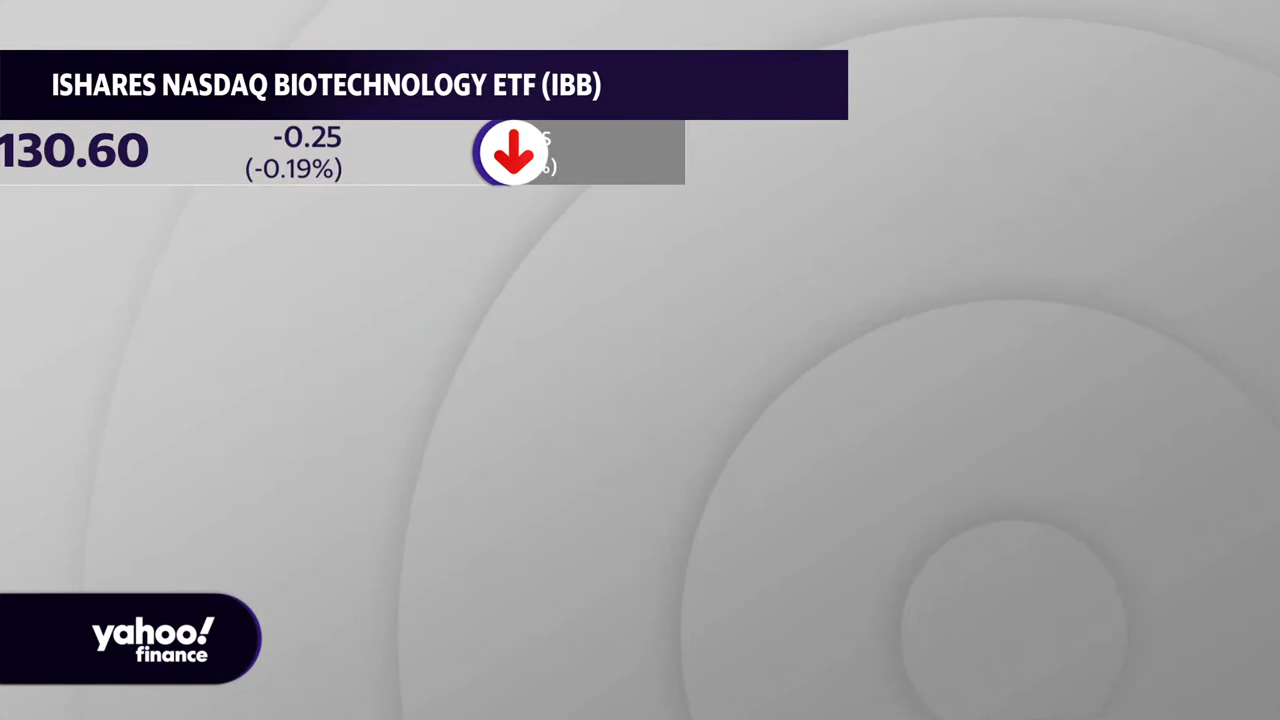 ISHARES NASDAQ BIOTECHNOLOGY ETF (IBB)
130.60
-0.25
(-0.19%)
yahoo!
finance